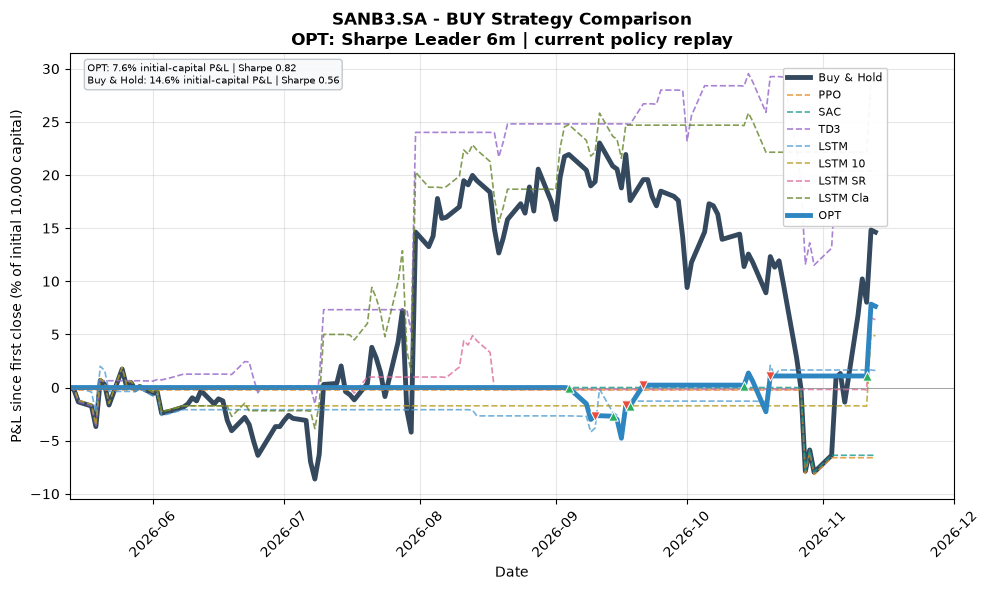 SANB3.SA - BUY Strategy Comparison
OPT: Sharpe Leader 6m | current policy replay
OPT: 7.6% initial-capital P&L | Sharpe 0.82
Buy & Hold: 14.6% initial-capital P&L | Sharpe 0.56
Buy & Hold
PPO
SAC
TD3
LSTM
LSTM 10
LSTM SR
LSTM Cla
OPT
P&L since first close (% of initial 10,000 capital)
30
25
20
15
10
5
0
−5
−10
2026-06
2026-07
2026-08
2026-09
2026-10
2026-11
2026-12
Date